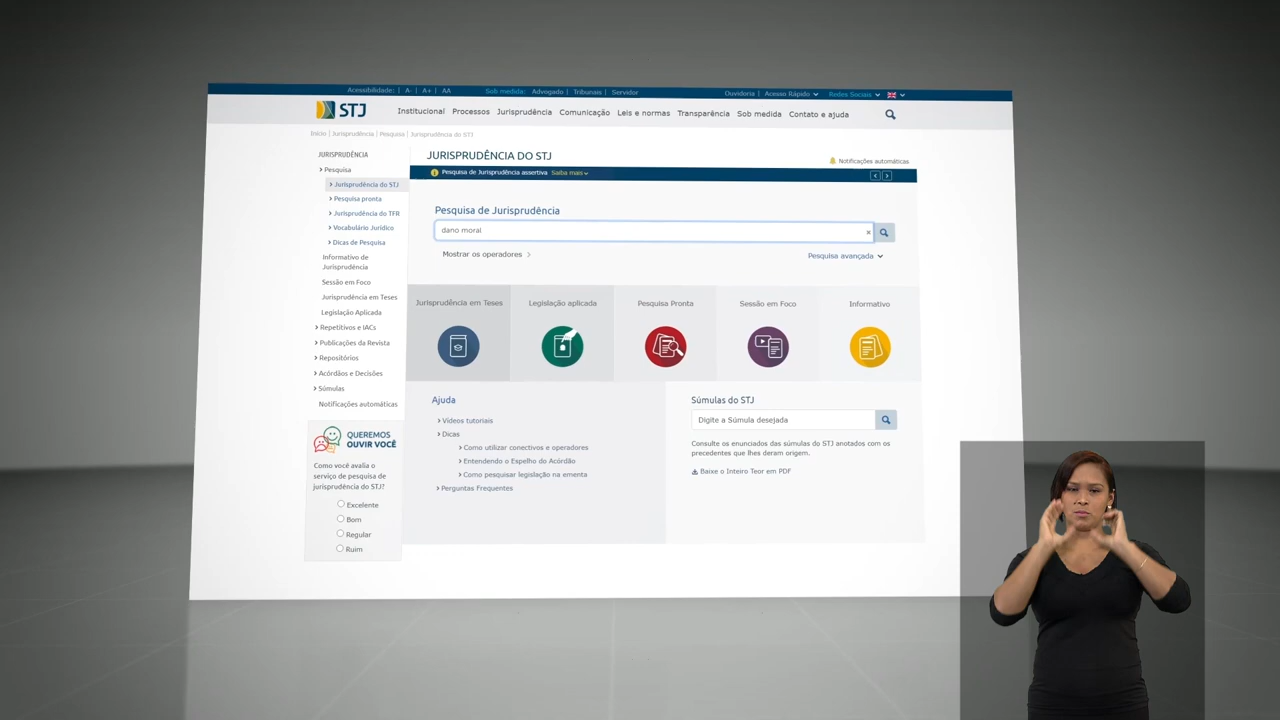 Acessibilidade: | A- | A+ | AA
Sob medida: Advogado | Tribunais | Servidor
Ouvidoria | Acesso Rápido
Redes Sociais
STJ
Institucional Processos Jurisprudência Comunicação Leis e normas Transparência Sob medida Contato e ajuda
Início | Jurisprudência | Pesquisa | Jurisprudência do STJ
JURISPRUDÊNCIA
Pesquisa
Jurisprudência do STJ
Pesquisa pronta
Jurisprudência do TFR
Vocabulário Jurídico
Dicas de Pesquisa
Informativo de
Jurisprudência
Sessão em Foco
Jurisprudência em Teses
Legislação Aplicada
Repetitivos e IACs
Publicações da Revista
Repositórios
Acórdãos e Decisões
Súmulas
Notificações automáticas
QUEREMOS
OUVIR VOCÊ
Como você avalia o
serviço de pesquisa de
jurisprudência do STJ?
Excelente
Bom
Regular
Ruim
JURISPRUDÊNCIA DO STJ
Notificações automáticas
Pesquisa de Jurisprudência assertiva Saiba mais
Pesquisa de Jurisprudência
dano moral
×
Mostrar os operadores
Pesquisa avançada
Jurisprudência em Teses
Legislação aplicada
Pesquisa Pronta
Sessão em Foco
Informativo
Ajuda
Vídeos tutoriais
Dicas
Como utilizar conectivos e operadores
Entendendo o Espelho do Acórdão
Como pesquisar legislação na ementa
Perguntas Frequentes
Súmulas do STJ
Digite a Súmula desejada
Consulte os enunciados das súmulas do STJ anotados com os
precedentes que lhes deram origem.
Baixe o Inteiro Teor em PDF